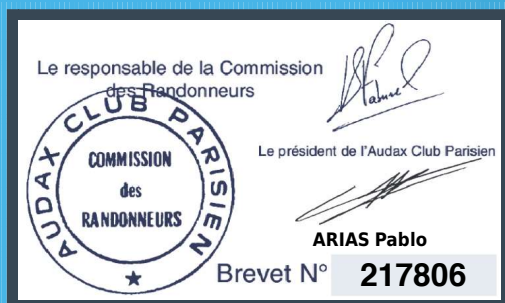 Le responsable de la Commission
des Randonneurs
AUDAX CLUB PARISIEN
COMMISSION
des
RANDONNEURS
Le président de l'Audax Club Parisien
ARIAS Pablo
Brevet N° 217806